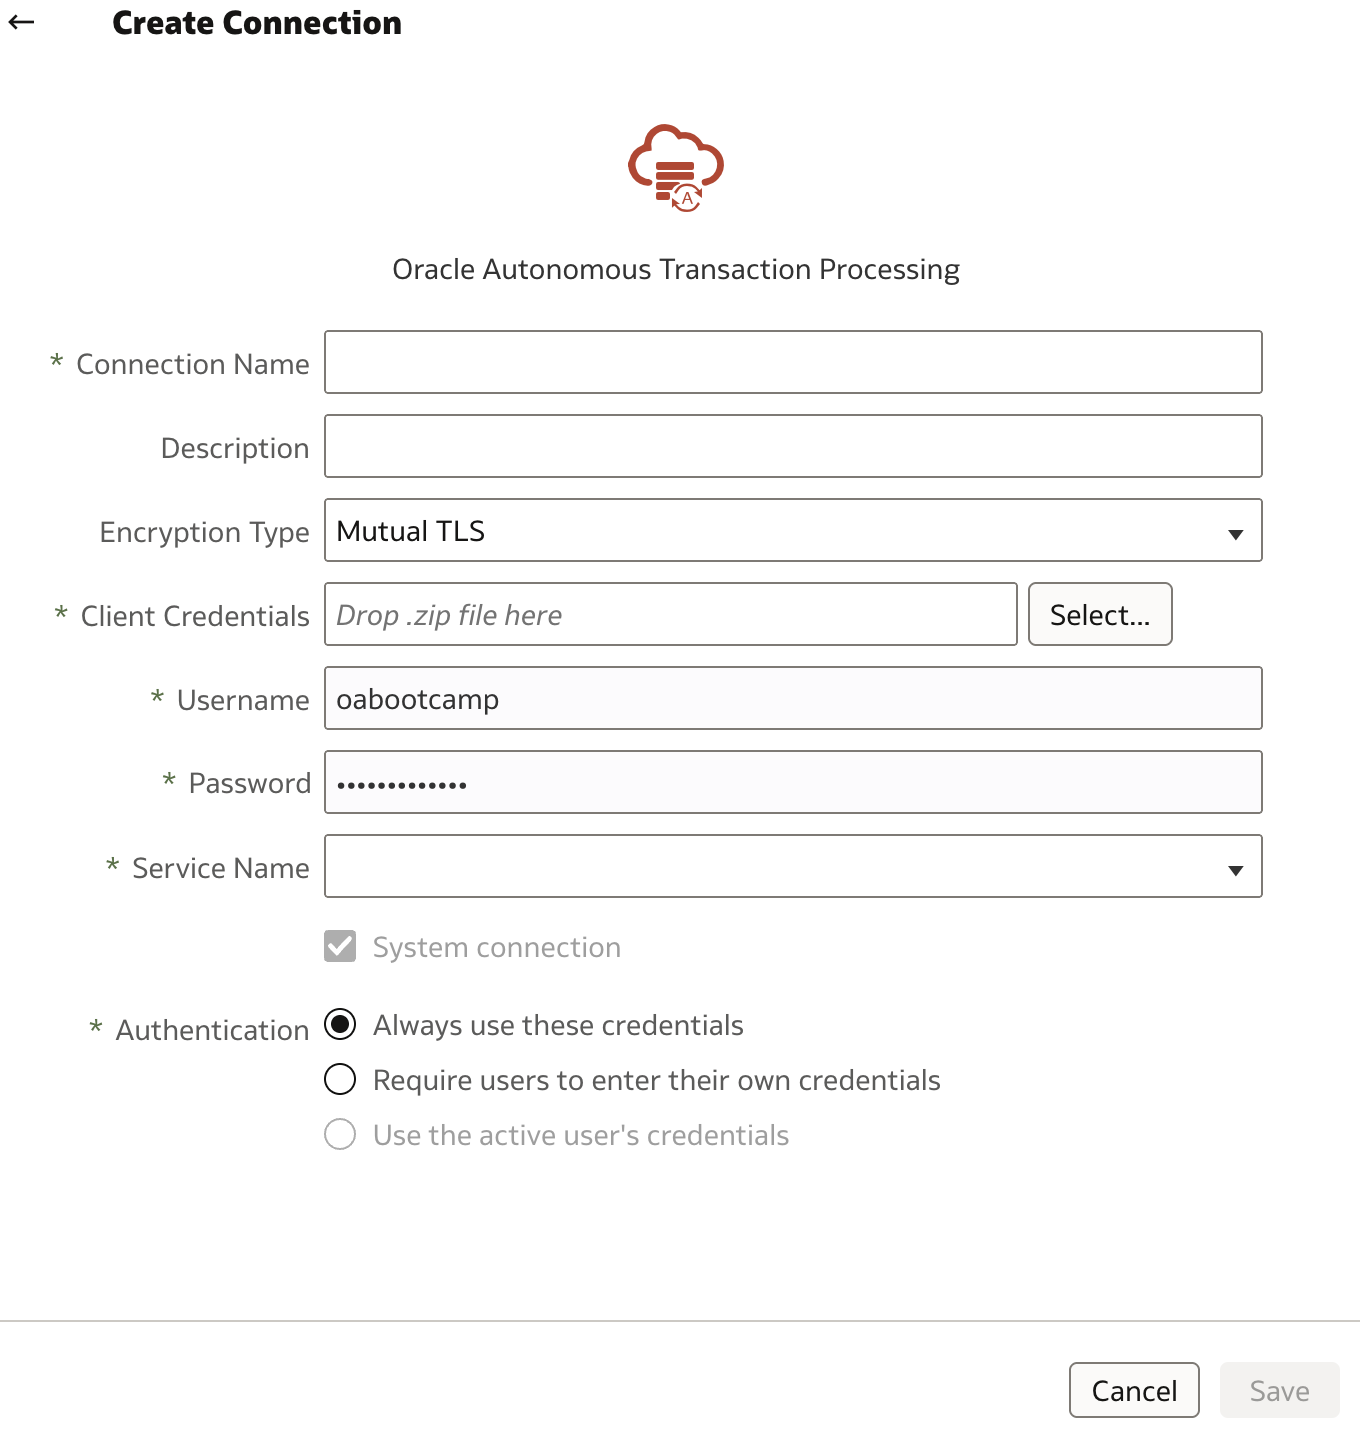 ← Create Connection
A
Oracle Autonomous Transaction Processing
* Connection Name
Description
Encryption Type Mutual TLS
* Client Credentials Drop .zip file here Select...
* Username oabootcamp
* Password •••••••••••••
* Service Name
System connection
* Authentication Always use these credentials
Require users to enter their own credentials
Use the active user's credentials
Cancel Save